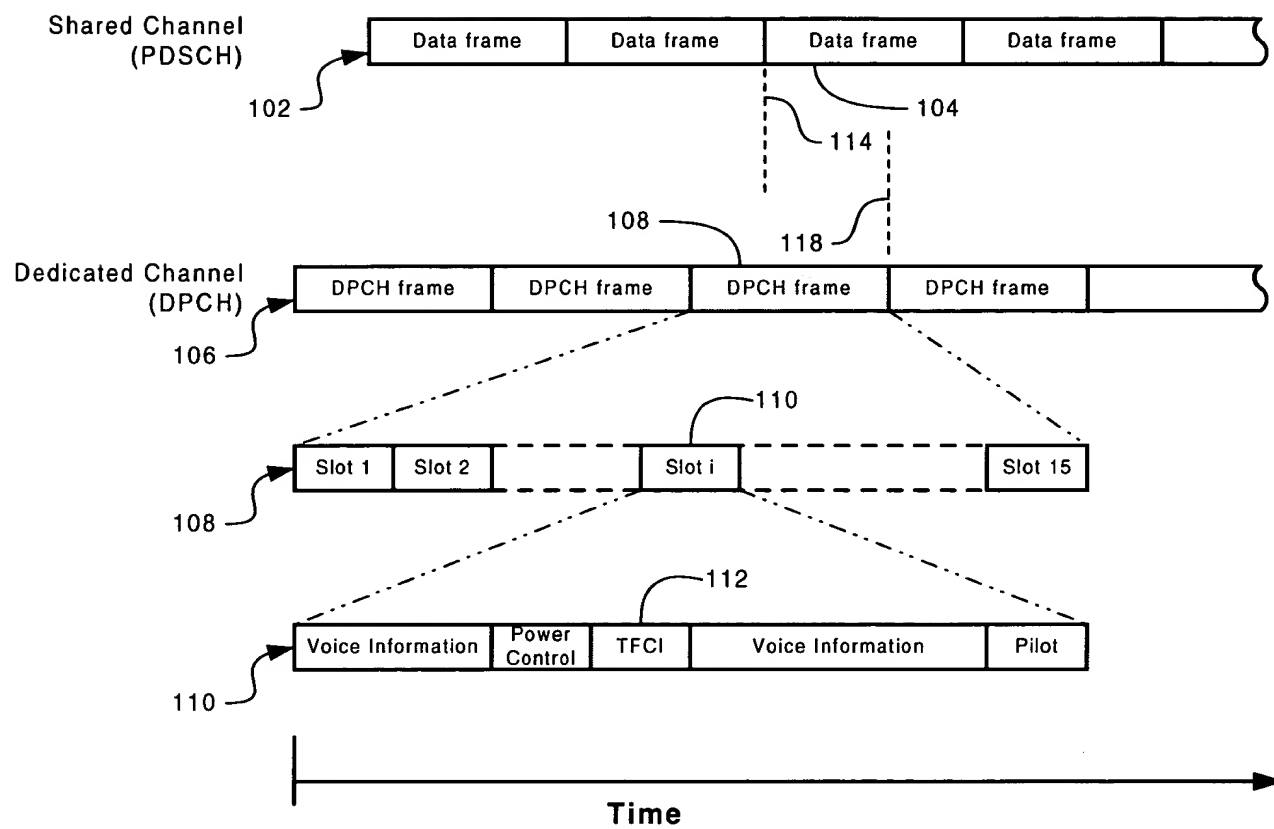 Shared Channel
(PDSCH)
Data frame
Data frame
Data frame
Data frame
102
104
114
108
118
Dedicated Channel
(DPCH)
DPCH frame
DPCH frame
DPCH frame
DPCH frame
106
110
Slot 1
Slot 2
Slot i
Slot 15
108
112
Voice Information
Power
Control
TFCI
Voice Information
Pilot
110
Time